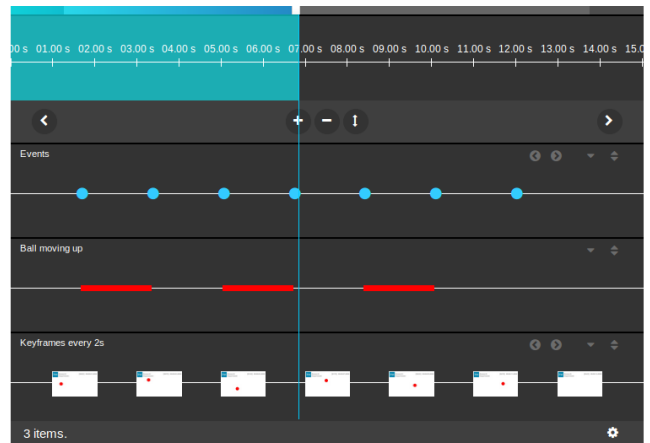 00 s 01.00 s 02.00 s 03.00 s 04.00 s 05.00 s 06.00 s 07.00 s 08.00 s 09.00 s 10.00 s 11.00 s 12.00 s 13.00 s 14.00 s 15.0
Events
Ball moving up
Keyframes every 2s
3 items.